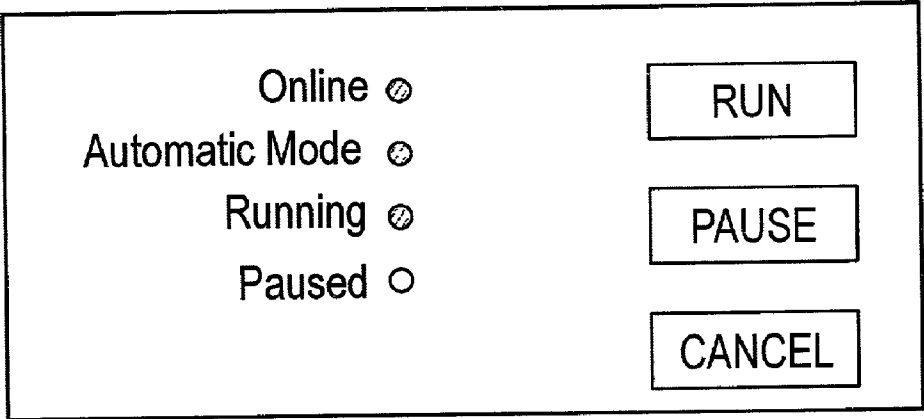 Online
Automatic Mode
Running
Paused
RUN
PAUSE
CANCEL